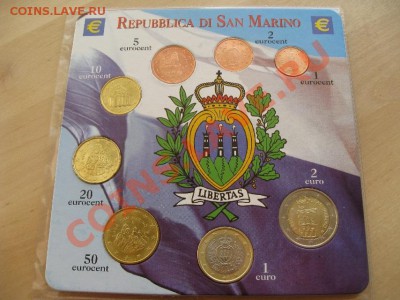 COINS.LAVE.RU
REPUBBLICA DI SAN MARINO
€ €
5
eurocent
2
eurocent
10
eurocent
1
eurocent
LIBERTAS
20
eurocent
2
euro
50
eurocent
1
euro